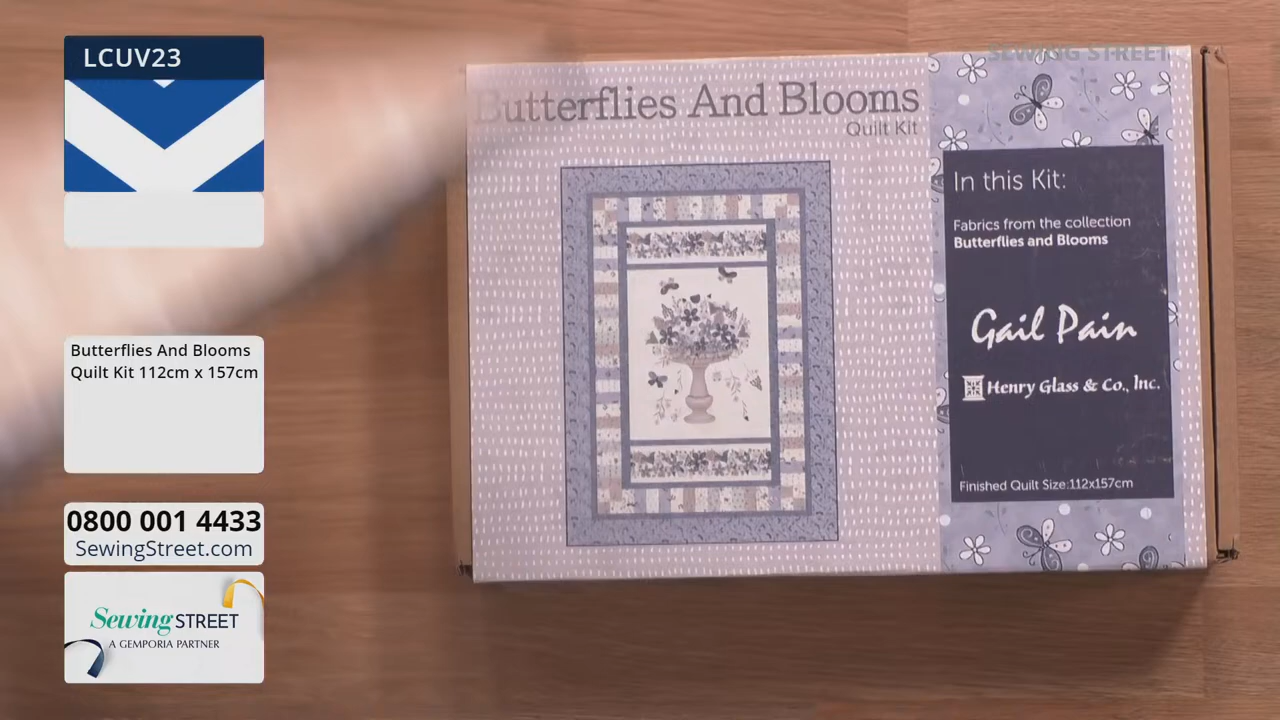 LCUV23
Butterflies And Blooms
Quilt Kit 112cm x 157cm
0800 001 4433
SewingStreet.com
Sewing STREET
A GEMPORIA PARTNER
SEWING STREET
Butterflies And Blooms
Quilt Kit
In this Kit:
Fabrics from the collection
Butterflies and Blooms
Gail Pain
Henry Glass & Co., Inc.
Finished Quilt Size:112x157cm